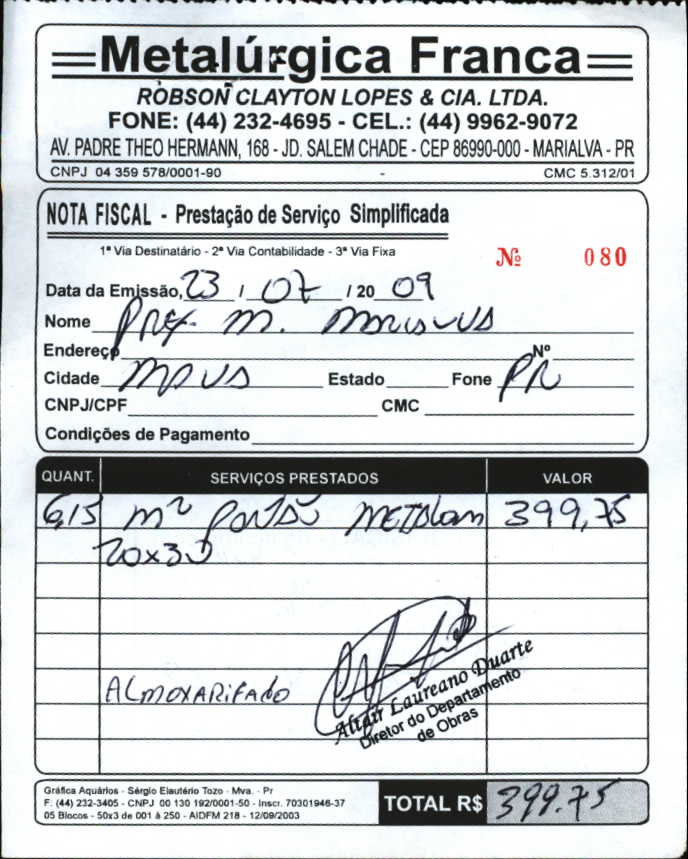 Metalúrgica Franca
ROBSON CLAYTON LOPES & CIA. LTDA.
FONE: (44) 232-4695 - CEL.: (44) 9962-9072
AV. PADRE THEO HERMANN, 168 - JD. SALEM CHADE - CEP 86990-000 - MARIALVA - PR
CNPJ 04 359 578/0001-90 - CMC 5.312/01
NOTA FISCAL - Prestação de Serviço Simplificada
1ª Via Destinatário - 2ª Via Contabilidade - 3ª Via Fixa
Nº 080
Data da Emissão, 23 / 07 / 20 09
Nome Pref. M.
Endereço Nº
Cidade Estado Fone PR
CNPJ/CPF CMC
Condições de Pagamento
QUANT. SERVIÇOS PRESTADOS VALOR
6,15 m² portão metalon 399,75
20x30
ALMOXARIFADO
Altair Laureano Duarte
Diretor do Departamento
de Obras
Gráfica Aquários - Sérgio Elautério Tozo - Mva. - Pr
F: (44) 232-3405 - CNPJ 00 130 192/0001-50 - Inscr. 70301946-37
05 Blocos - 50x3 de 001 à 250 - AIDFM 218 - 12/09/2003
TOTAL R$ 399.75